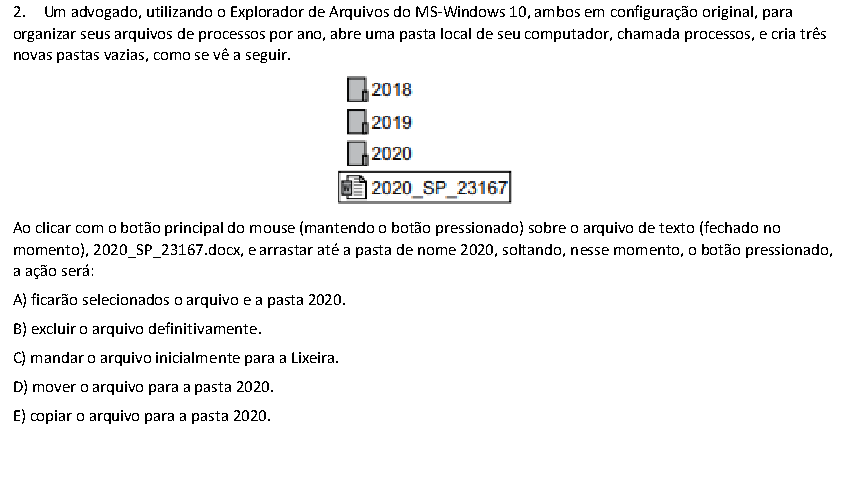 2. Um advogado, utilizando o Explorador de Arquivos do MS-Windows 10, ambos em configuração original, para
organizar seus arquivos de processos por ano, abre uma pasta local de seu computador, chamada processos, e cria três
novas pastas vazias, como se vê a seguir.
2018
2019
2020
2020_SP_23167
Ao clicar com o botão principal do mouse (mantendo o botão pressionado) sobre o arquivo de texto (fechado no
momento), 2020_SP_23167.docx, e arrastar até a pasta de nome 2020, soltando, nesse momento, o botão pressionado,
a ação será:
A) ficarão selecionados o arquivo e a pasta 2020.
B) excluir o arquivo definitivamente.
C) mandar o arquivo inicialmente para a Lixeira.
D) mover o arquivo para a pasta 2020.
E) copiar o arquivo para a pasta 2020.